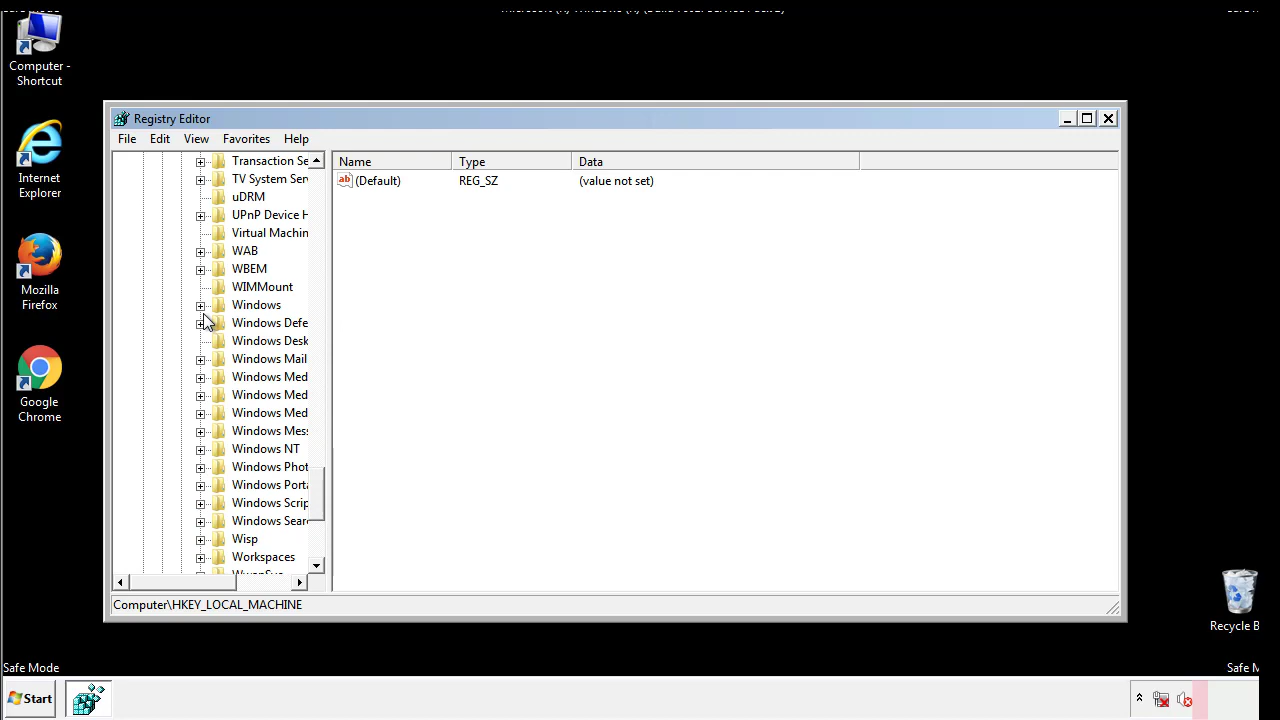 Computer -
Shortcut
Internet
Explorer
Mozilla
Firefox
Google
Chrome
Registry Editor
File Edit View Favorites Help
Transaction Se
TV System Serv
uDRM
UPnP Device H
Virtual Machin
WAB
WBEM
WIMMount
Windows
Windows Defe
Windows Desk
Windows Mail
Windows Med
Windows Med
Windows Med
Windows Mess
Windows NT
Windows Phot
Windows Porta
Windows Scrip
Windows Sear
Wisp
Workspaces
Name Type Data
(Default) REG_SZ (value not set)
Computer\HKEY_LOCAL_MACHINE
Recycle B
Safe Mode
Safe M
Start